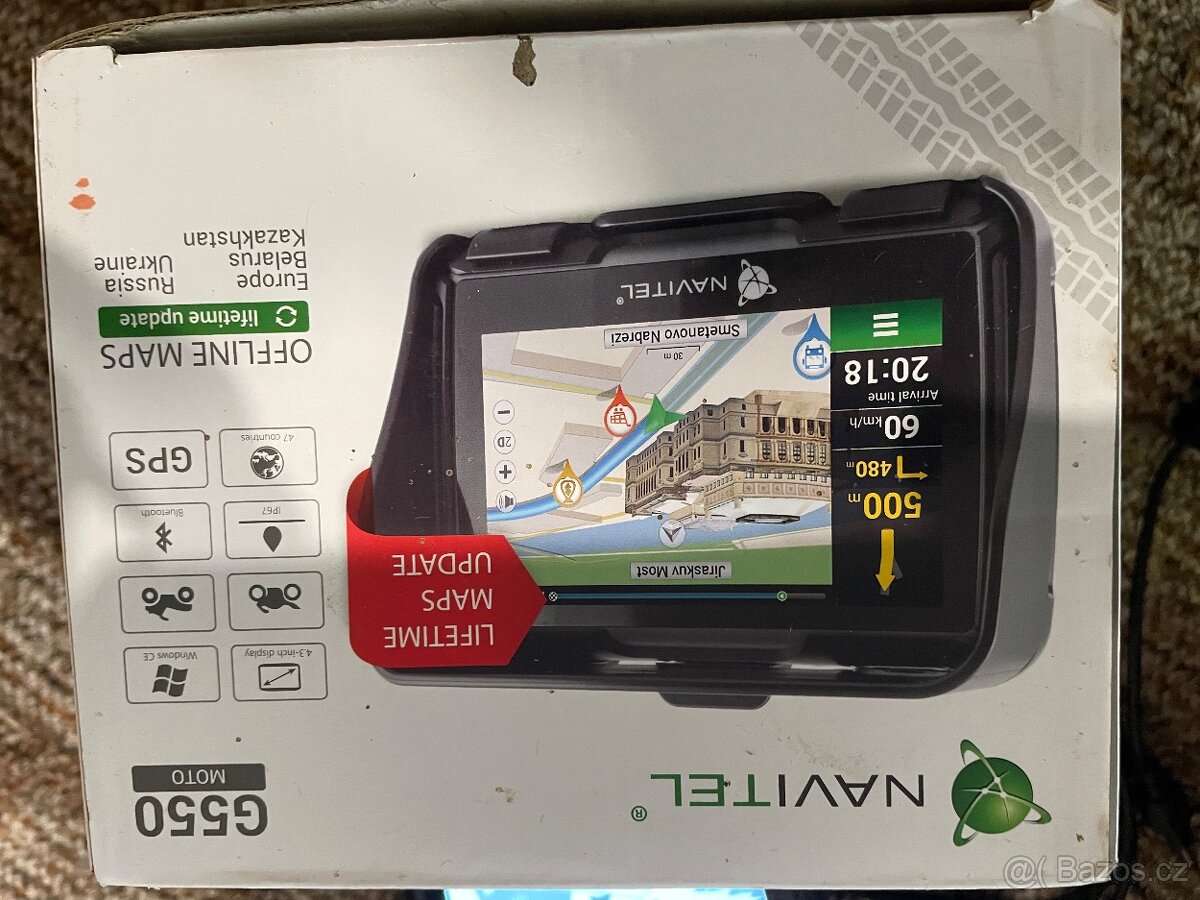 NAVITEL®
G550
MOTO
LIFETIME
MAPS
UPDATE
4.3-inch display
Windows CE
IP67
Bluetooth
47 countries
GPS
OFFLINE MAPS
lifetime update
Europe
Belarus
Kazakhstan
Russia
Ukraine
500 m
480 m
60 km/h
Arrival time
20:18
Jiraskuv Most
2D
30 m
Smetanovo Nabrezi
NAVITEL®
@( Bazos.cz